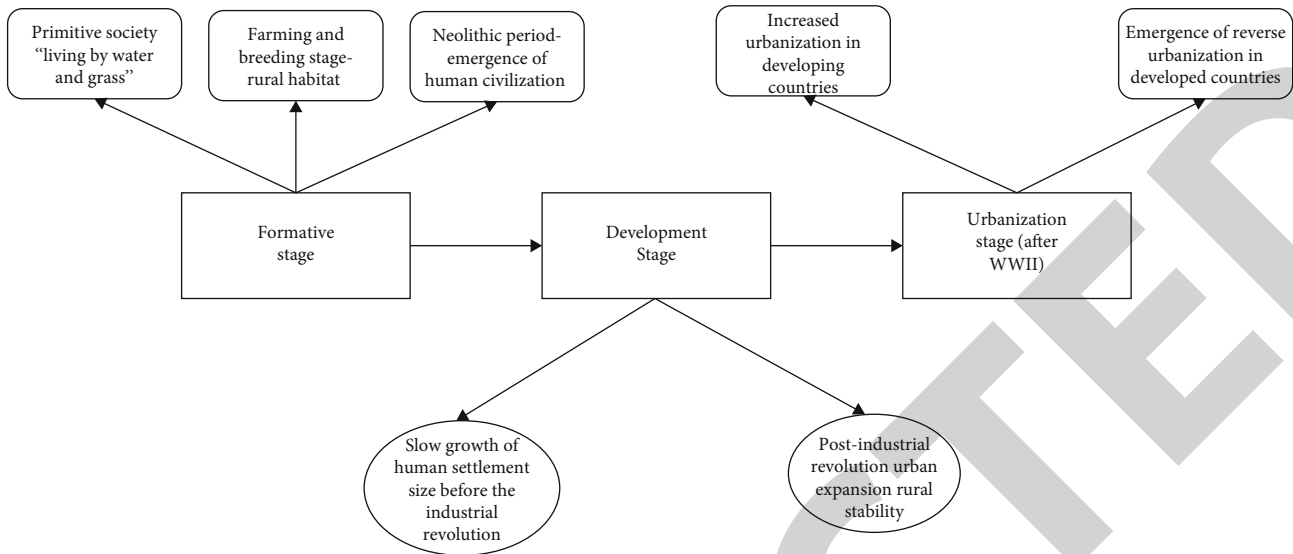 Primitive society
“living by water
and grass”
Farming and
breeding stage-
rural habitat
Neolithic period-
emergence of
human civilization
Increased
urbanization in
developing
countries
Emergence of reverse
urbanization in
developed countries
Formative
stage
Development
Stage
Urbanization
stage (after
WWII)
Slow growth of
human settlement
size before the
industrial
revolution
Post-industrial
revolution urban
expansion rural
stability
CTED